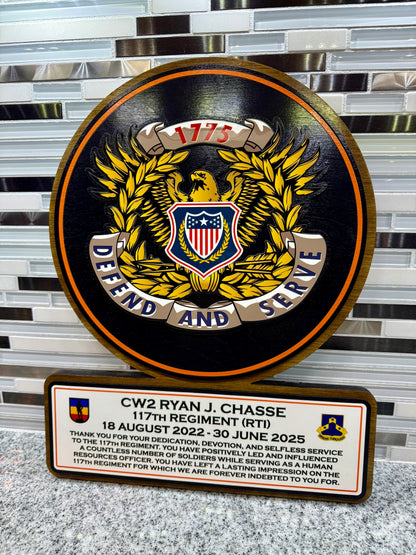 1775
DEFEND AND SERVE
CW2 RYAN J. CHASSE
117TH REGIMENT (RTI)
18 AUGUST 2022 - 30 JUNE 2025
THANK YOU FOR YOUR DEDICATION, DEVOTION, AND SELFLESS SERVICE
TO THE 117TH REGIMENT. YOU HAVE POSITIVELY LED AND INFLUENCED
A COUNTLESS NUMBER OF SOLDIERS WHILE SERVING AS A HUMAN
RESOURCES OFFICER. YOU HAVE LEFT A LASTING IMPRESSION ON THE
117TH REGIMENT FOR WHICH WE ARE FOREVER INDEBTED TO YOU FOR.